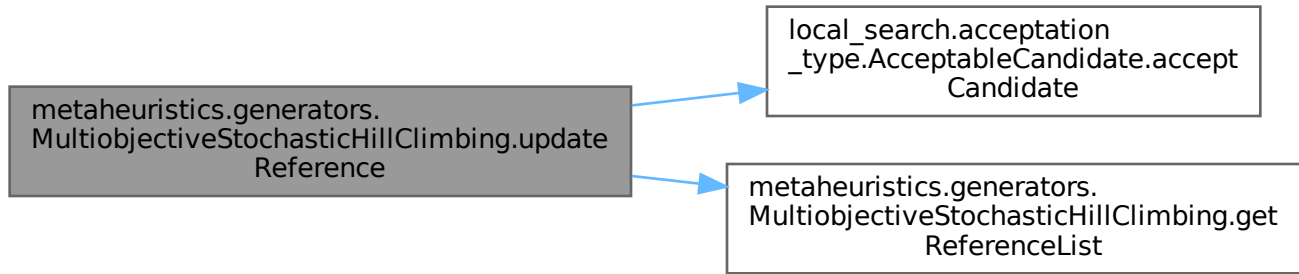 metaheuristics.generators.
MultiobjectiveStochasticHillClimbing.update
Reference
local_search.acceptation
_type.AcceptableCandidate.accept
Candidate
metaheuristics.generators.
MultiobjectiveStochasticHillClimbing.get
ReferenceList